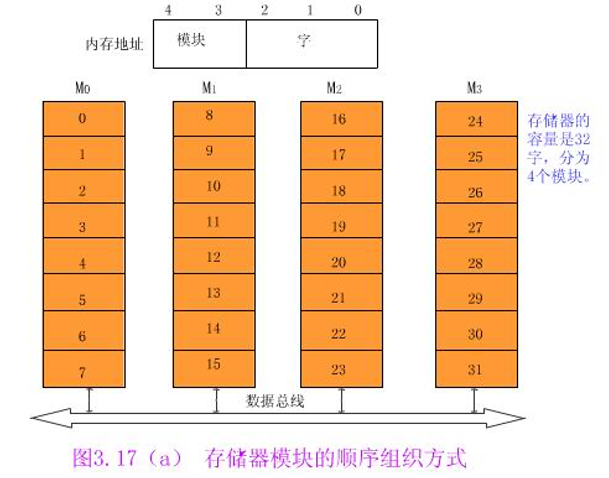 4 3 2 1 0
内存地址 模块 字
M0 M1 M2 M3
0 8 16 24
1 9 17 25
2 10 18 26
3 11 19 27
4 12 20 28
5 13 21 29
6 14 22 30
7 15 23 31
存储器的
容量是32
字，分为
4个模块。
数据总线
图3.17（a） 存储器模块的顺序组织方式